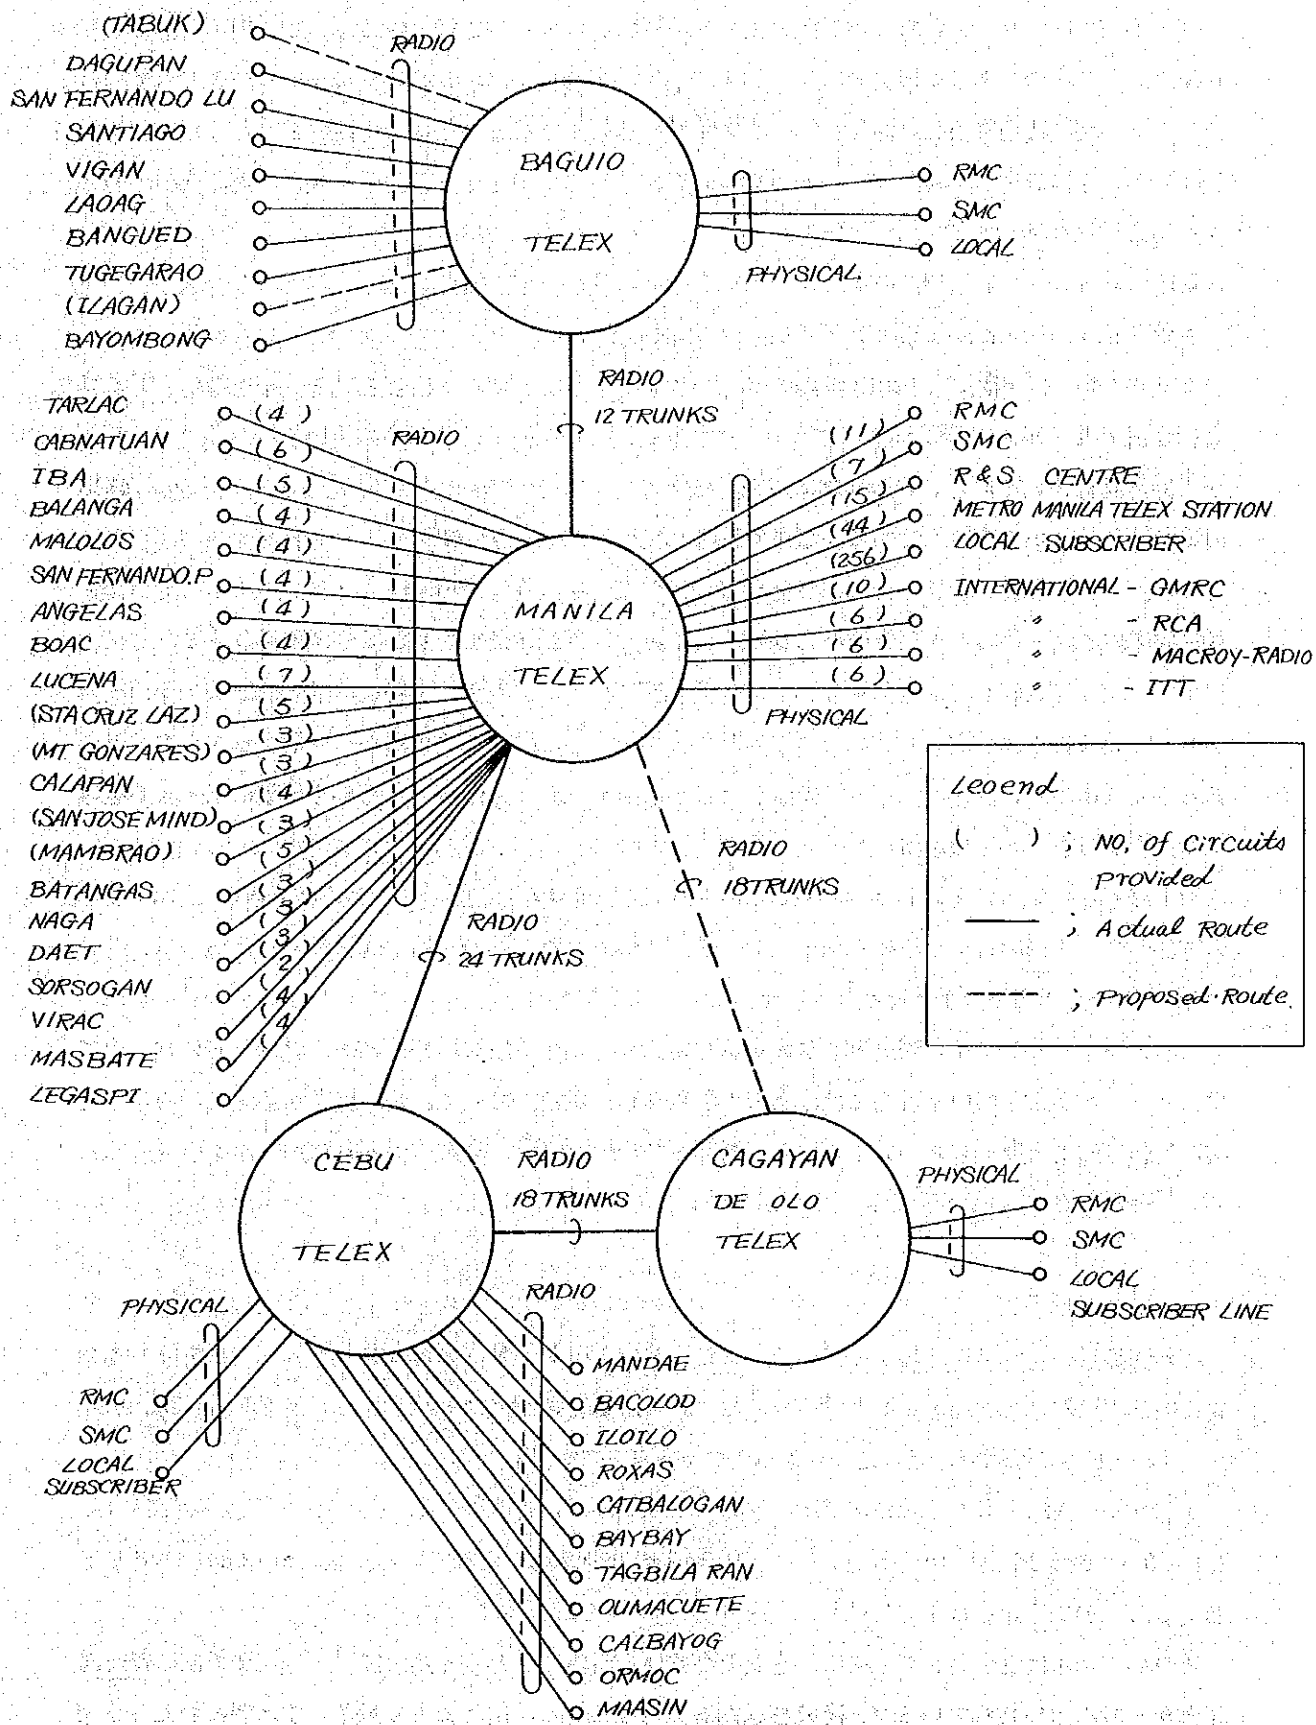 (TABUK)
DAGUPAN
SAN FERNANDO LU
SANTIAGO
VIGAN
LAOAG
BANGUED
TUGEGARAO
(ILAGAN)
BAYOMBONG
RADIO
BAGUIO
TELEX
RMC
SMC
LOCAL
PHYSICAL
RADIO
12 TRUNKS
TARLAC (4)
CABNATUAN (6)
IBA (5)
BALANGA (4)
MALOLOS (4)
SAN FERNANDO.P (4)
ANGELAS (4)
BOAC (4)
LUCENA (7)
(STA CRUZ LAZ) (5)
(MT GONZARES) (3)
CALAPAN (3)
(SAN JOSE MIND) (4)
(MAMBRAO) (3)
BATANGAS (5)
NAGA (3)
DAET (3)
SORSOGAN (3)
VIRAC (2)
MASBATE (4)
LEGASPI (4)
RADIO
MANILA
TELEX
(11) RMC
(7) SMC
(15) R & S CENTRE
(44) METRO MANILA TELEX STATION
(256) LOCAL SUBSCRIBER
(10) INTERNATIONAL - GMRC
(6) " - RCA
(6) " - MACROY-RADIO
(6) " - ITT
PHYSICAL
Leoend
( ) ; NO. of Circuits
Provided
; Actual Route
; Proposed Route.
RADIO
18 TRUNKS
RADIO
24 TRUNKS
CEBU
TELEX
RADIO
18 TRUNKS
CAGAYAN
DE OLO
TELEX
PHYSICAL
RMC
SMC
LOCAL
SUBSCRIBER LINE
PHYSICAL
RMC
SMC
LOCAL
SUBSCRIBER
RADIO
MANDAE
BACOLOD
ILOILO
ROXAS
CATBALOGAN
BAYBAY
TAGBILA RAN
OUMACUETE
CALBAYOG
ORMOC
MAASIN